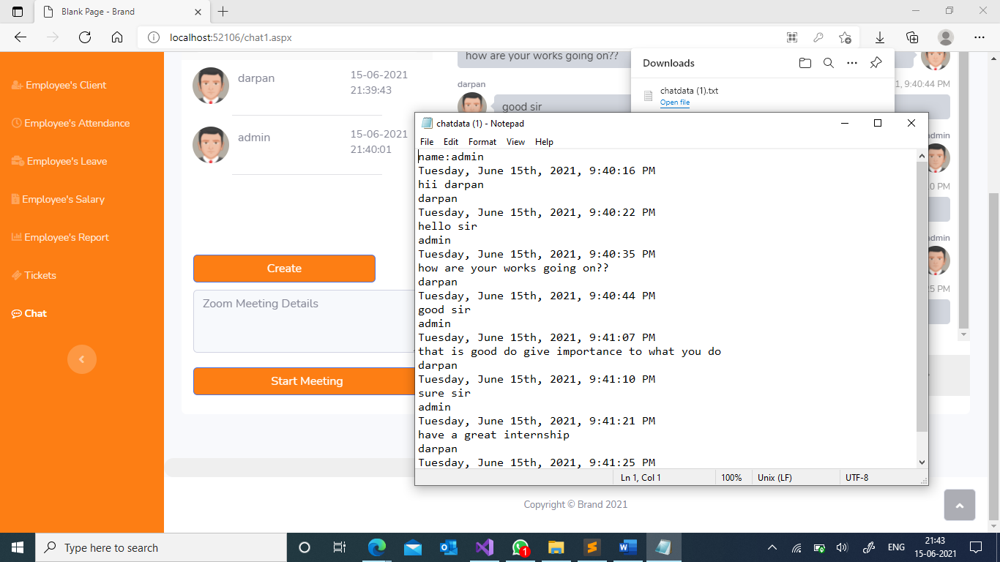 Blank Page - Brand
localhost:52106/chat1.aspx
Employee's Client
Employee's Attendance
Employee's Leave
Employee's Salary
Employee's Report
Tickets
Chat
darpan
15-06-2021
21:39:43
admin
15-06-2021
21:40:01
Create
Zoom Meeting Details
Start Meeting
how are your works going on??
darpan
good sir
1, 9:40:44 PM
dmin
0 PM
dmin
25 PM
Downloads
chatdata (1).txt
Open file
chatdata (1) - Notepad
File Edit Format View Help
name:admin
Tuesday, June 15th, 2021, 9:40:16 PM
hii darpan
darpan
Tuesday, June 15th, 2021, 9:40:22 PM
hello sir
admin
Tuesday, June 15th, 2021, 9:40:35 PM
how are your works going on??
darpan
Tuesday, June 15th, 2021, 9:40:44 PM
good sir
admin
Tuesday, June 15th, 2021, 9:41:07 PM
that is good do give importance to what you do
darpan
Tuesday, June 15th, 2021, 9:41:10 PM
sure sir
admin
Tuesday, June 15th, 2021, 9:41:21 PM
have a great internship
darpan
Tuesday, June 15th, 2021, 9:41:25 PM
Ln 1, Col 1 100% Unix (LF) UTF-8
Copyright © Brand 2021
Type here to search
1
ENG
21:43
15-06-2021